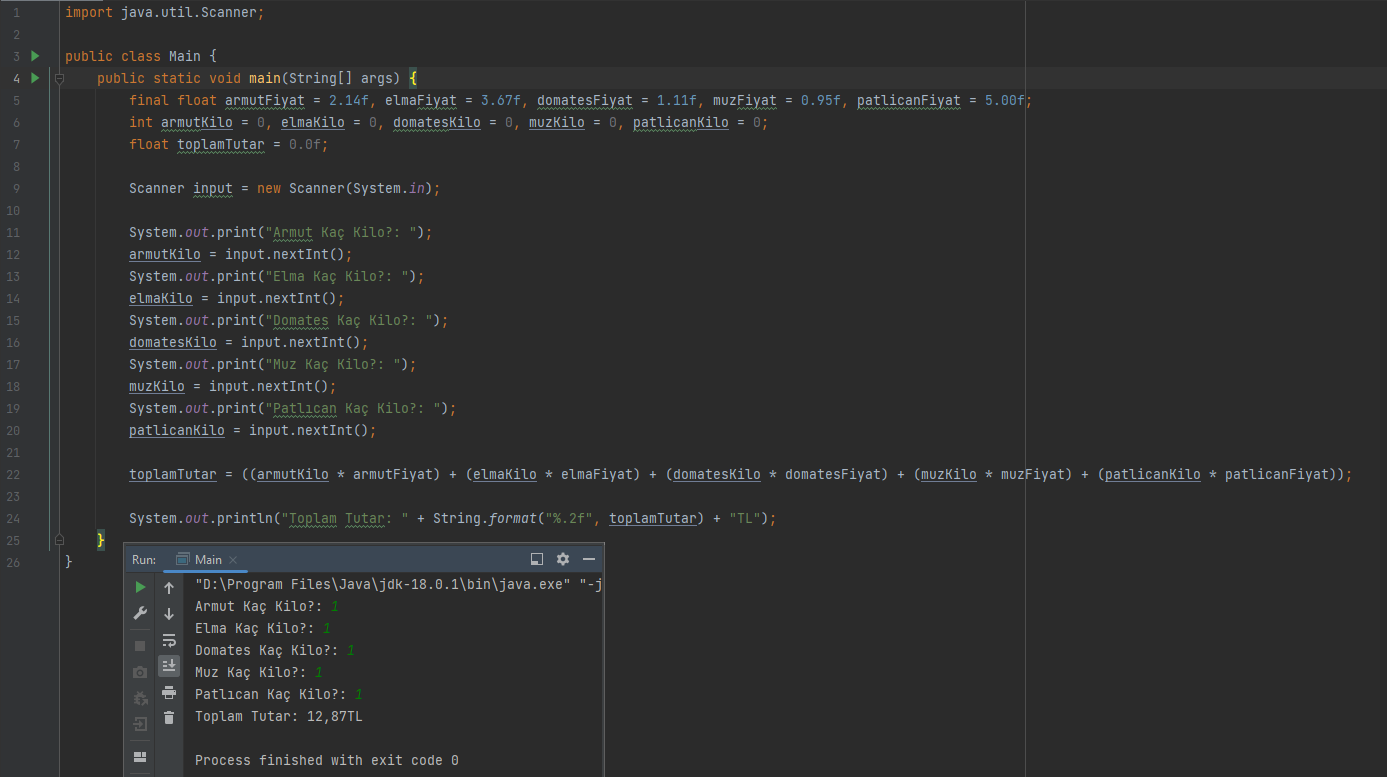 1 import java.util.Scanner;
2
3 public class Main {
4 public static void main(String[] args) {
5 final float armutFiyat = 2.14f, elmaFiyat = 3.67f, domatesFiyat = 1.11f, muzFiyat = 0.95f, patlicanFiyat = 5.00f;
6 int armutKilo = 0, elmaKilo = 0, domatesKilo = 0, muzKilo = 0, patlicanKilo = 0;
7 float toplamTutar = 0.0f;
8
9 Scanner input = new Scanner(System.in);
10
11 System.out.print("Armut Kaç Kilo?: ");
12 armutKilo = input.nextInt();
13 System.out.print("Elma Kaç Kilo?: ");
14 elmaKilo = input.nextInt();
15 System.out.print("Domates Kaç Kilo?: ");
16 domatesKilo = input.nextInt();
17 System.out.print("Muz Kaç Kilo?: ");
18 muzKilo = input.nextInt();
19 System.out.print("Patlıcan Kaç Kilo?: ");
20 patlicanKilo = input.nextInt();
21
22 toplamTutar = ((armutKilo * armutFiyat) + (elmaKilo * elmaFiyat) + (domatesKilo * domatesFiyat) + (muzKilo * muzFiyat) + (patlicanKilo * patlicanFiyat));
23
24 System.out.println("Toplam Tutar: " + String.format("%.2f", toplamTutar) + "TL");
25 }
26 }
Run: Main
"D:\Program Files\Java\jdk-18.0.1\bin\java.exe" "-j
Armut Kaç Kilo?: 1
Elma Kaç Kilo?: 1
Domates Kaç Kilo?: 1
Muz Kaç Kilo?: 1
Patlıcan Kaç Kilo?: 1
Toplam Tutar: 12,87TL
Process finished with exit code 0